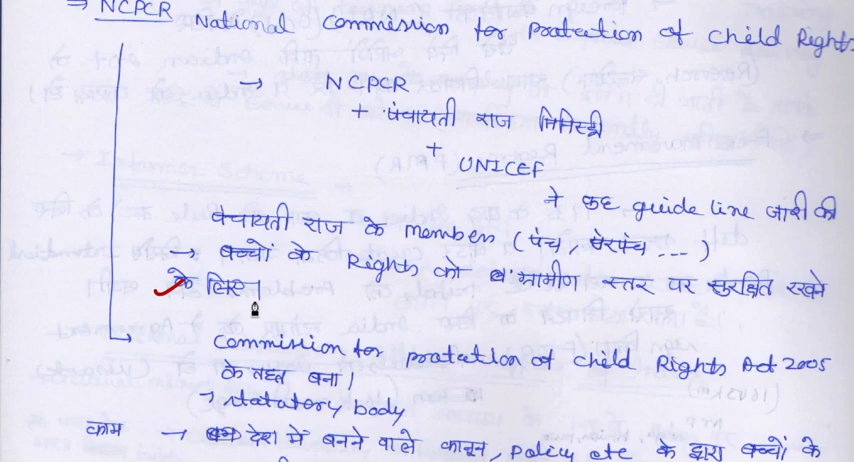 ⇒ NCPCR National Commission for Protection of Child Rights
→ NCPCR
+ पंचायती राज मिनिस्ट्री
+
UNICEF
ने कुछ guide line जारी की
पंचायती राज के members (पंच, सरपंच ...)
→ बच्चों के Rights को ग्रामीण स्तर पर सुरक्षित रखने
के लिए।
Commission for protection of child Rights Act 2005
के तहत बना।
→ statatory body
काम → देश में बनने वाले कानून, policy etc के द्वारा बच्चों के